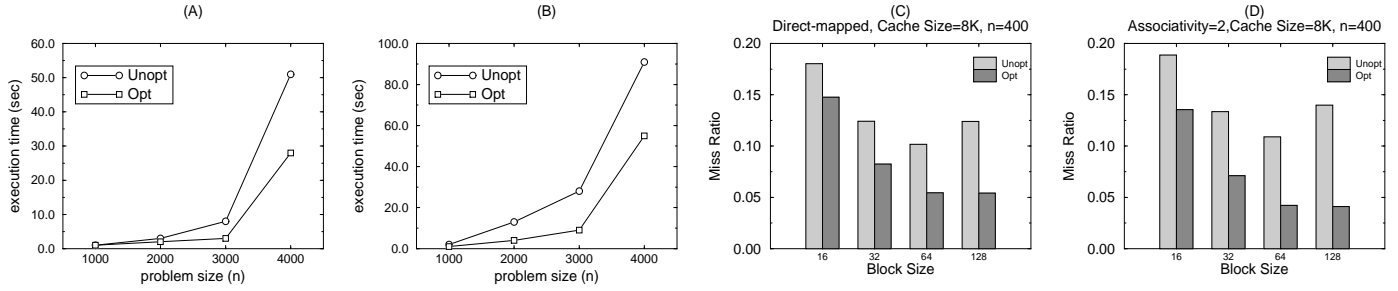 (A)
60.0
50.0
40.0
30.0
20.0
10.0
0.0
execution time (sec)
Unopt
Opt
1000 2000 3000 4000
problem size (n)
(B)
100.0
80.0
60.0
40.0
20.0
0.0
execution time (sec)
Unopt
Opt
1000 2000 3000 4000
problem size (n)
(C)
Direct-mapped, Cache Size=8K, n=400
0.20
0.15
0.10
0.05
0.00
Miss Ratio
Unopt
Opt
16 32 64 128
Block Size
(D)
Associativity=2,Cache Size=8K, n=400
0.20
0.15
0.10
0.05
0.00
Miss Ratio
Unopt
Opt
16 32 64 128
Block Size